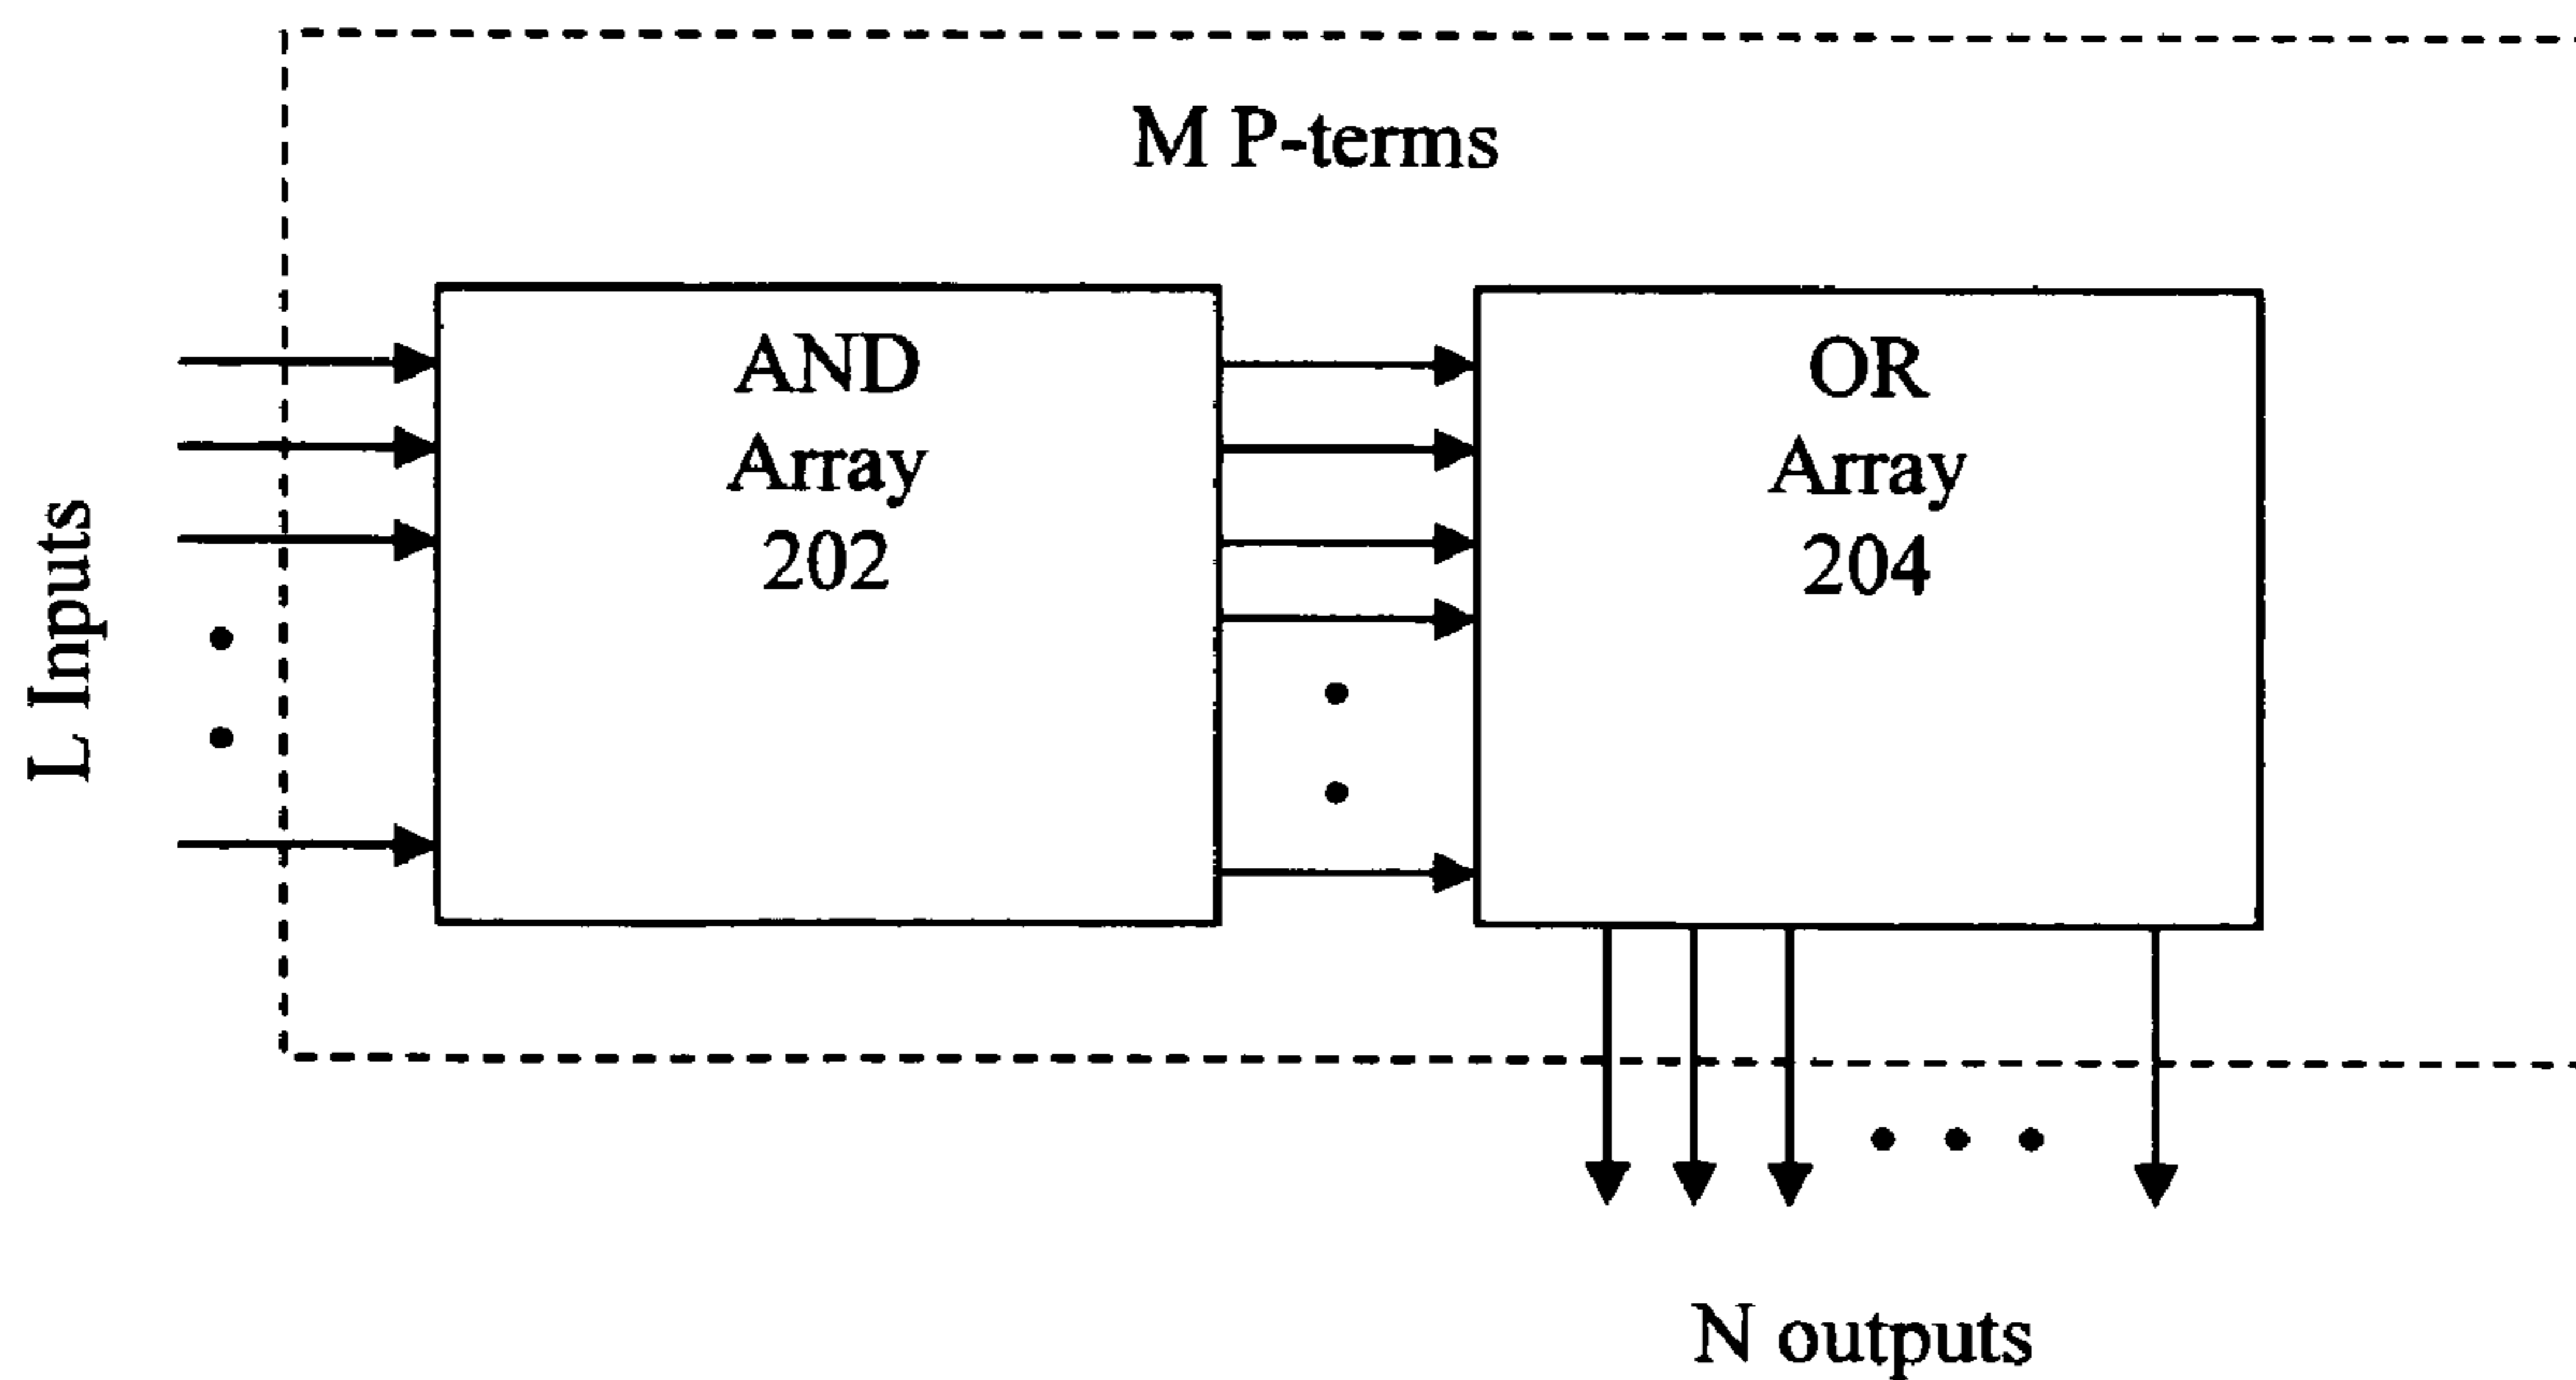 M P-terms
L Inputs
AND
Array
202
OR
Array
204
N outputs